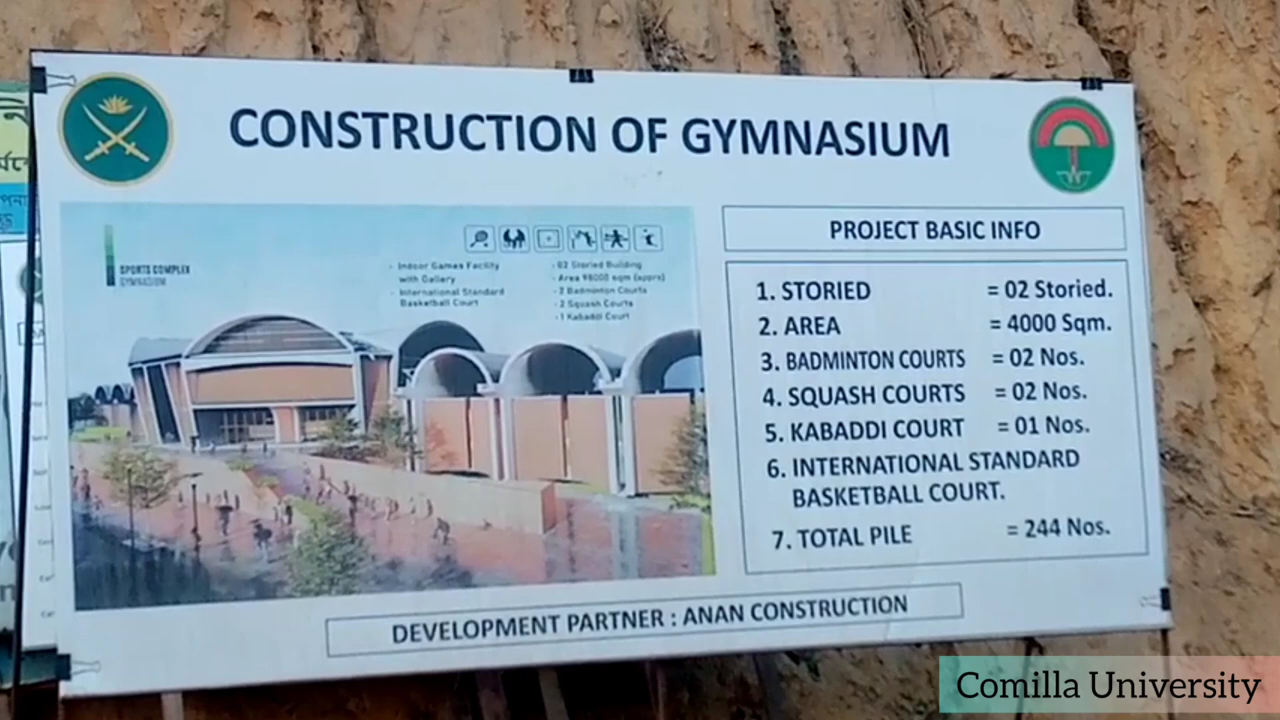 CONSTRUCTION OF GYMNASIUM
SPORTS COMPLEX
GYMNASIUM
- Indoor Games Facility
with Gallery
- International Standard
Basketball Court
- 02 Storied Building
- Area 98000 sqm (apprx)
- 2 Badminton Courts
- 2 Squash Courts
- 1 Kabaddi Court
PROJECT BASIC INFO
1. STORIED = 02 Storied.
2. AREA = 4000 Sqm.
3. BADMINTON COURTS = 02 Nos.
4. SQUASH COURTS = 02 Nos.
5. KABADDI COURT = 01 Nos.
6. INTERNATIONAL STANDARD
BASKETBALL COURT.
7. TOTAL PILE = 244 Nos.
DEVELOPMENT PARTNER : ANAN CONSTRUCTION
Comilla University